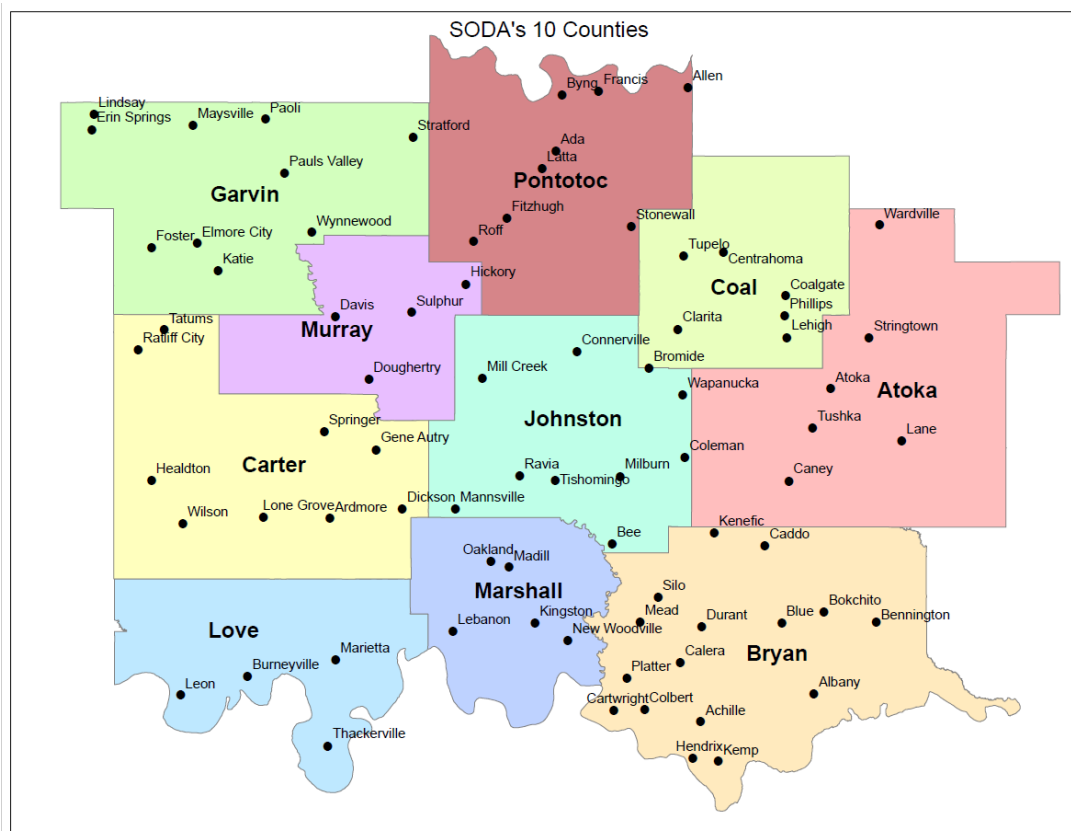 SODA's 10 Counties
Allen
Francis
Byng
Lindsay
Paoli
Erin Springs
Maysville
Stratford
Ada
Latta
Pauls Valley
Pontotoc
Garvin
Fitzhugh
Stonewall
Wardville
Wynnewood
Roff
Foster
Elmore City
Tupelo
Centrahoma
Katie
Hickory
Coal
Coalgate
Davis
Sulphur
Phillips
Murray
Tatums
Clarita
Lehigh
Stringtown
Ratliff City
Connerville
Bromide
Mill Creek
Dougherty
Wapanucka
Atoka
Atoka
Johnston
Springer
Tushka
Lane
Gene Autry
Coleman
Carter
Healdton
Ravia
Milburn
Tishomingo
Caney
Dickson
Mannsville
Wilson
Lone Grove
Ardmore
Kenefic
Bee
Caddo
Oakland
Madill
Marshall
Silo
Love
Lebanon
Kingston
Mead
Durant
Blue
Bokchito
Bennington
New Woodville
Marietta
Bryan
Burneyville
Calera
Platter
Leon
Cartwright
Colbert
Albany
Achille
Thackerville
Hendrix
Kemp